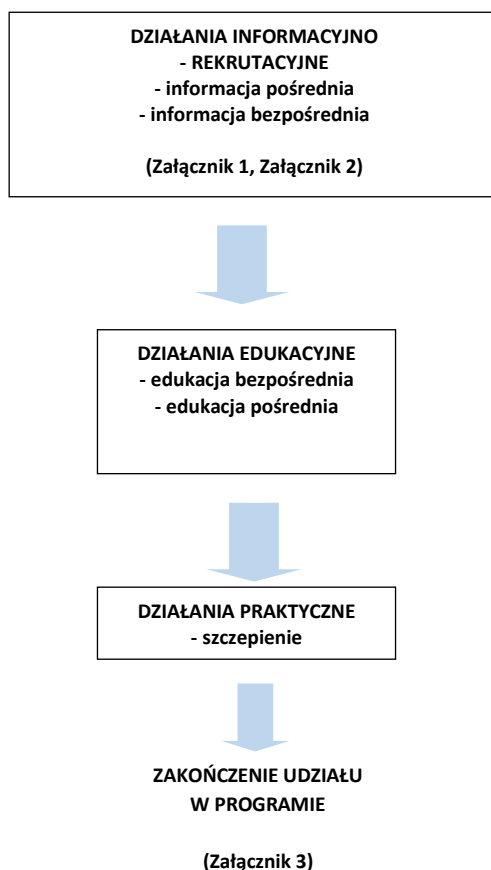 DZIAŁANIA INFORMACYJNO
- REKRUTACYJNE
- informacja pośrednia
- informacja bezpośrednia
(Załącznik 1, Załącznik 2)
DZIAŁANIA EDUKACYJNE
- edukacja bezpośrednia
- edukacja pośrednia
DZIAŁANIA PRAKTYCZNE
- szczepienie
ZAKOŃCZENIE UDZIAŁU
W PROGRAMIE
(Załącznik 3)